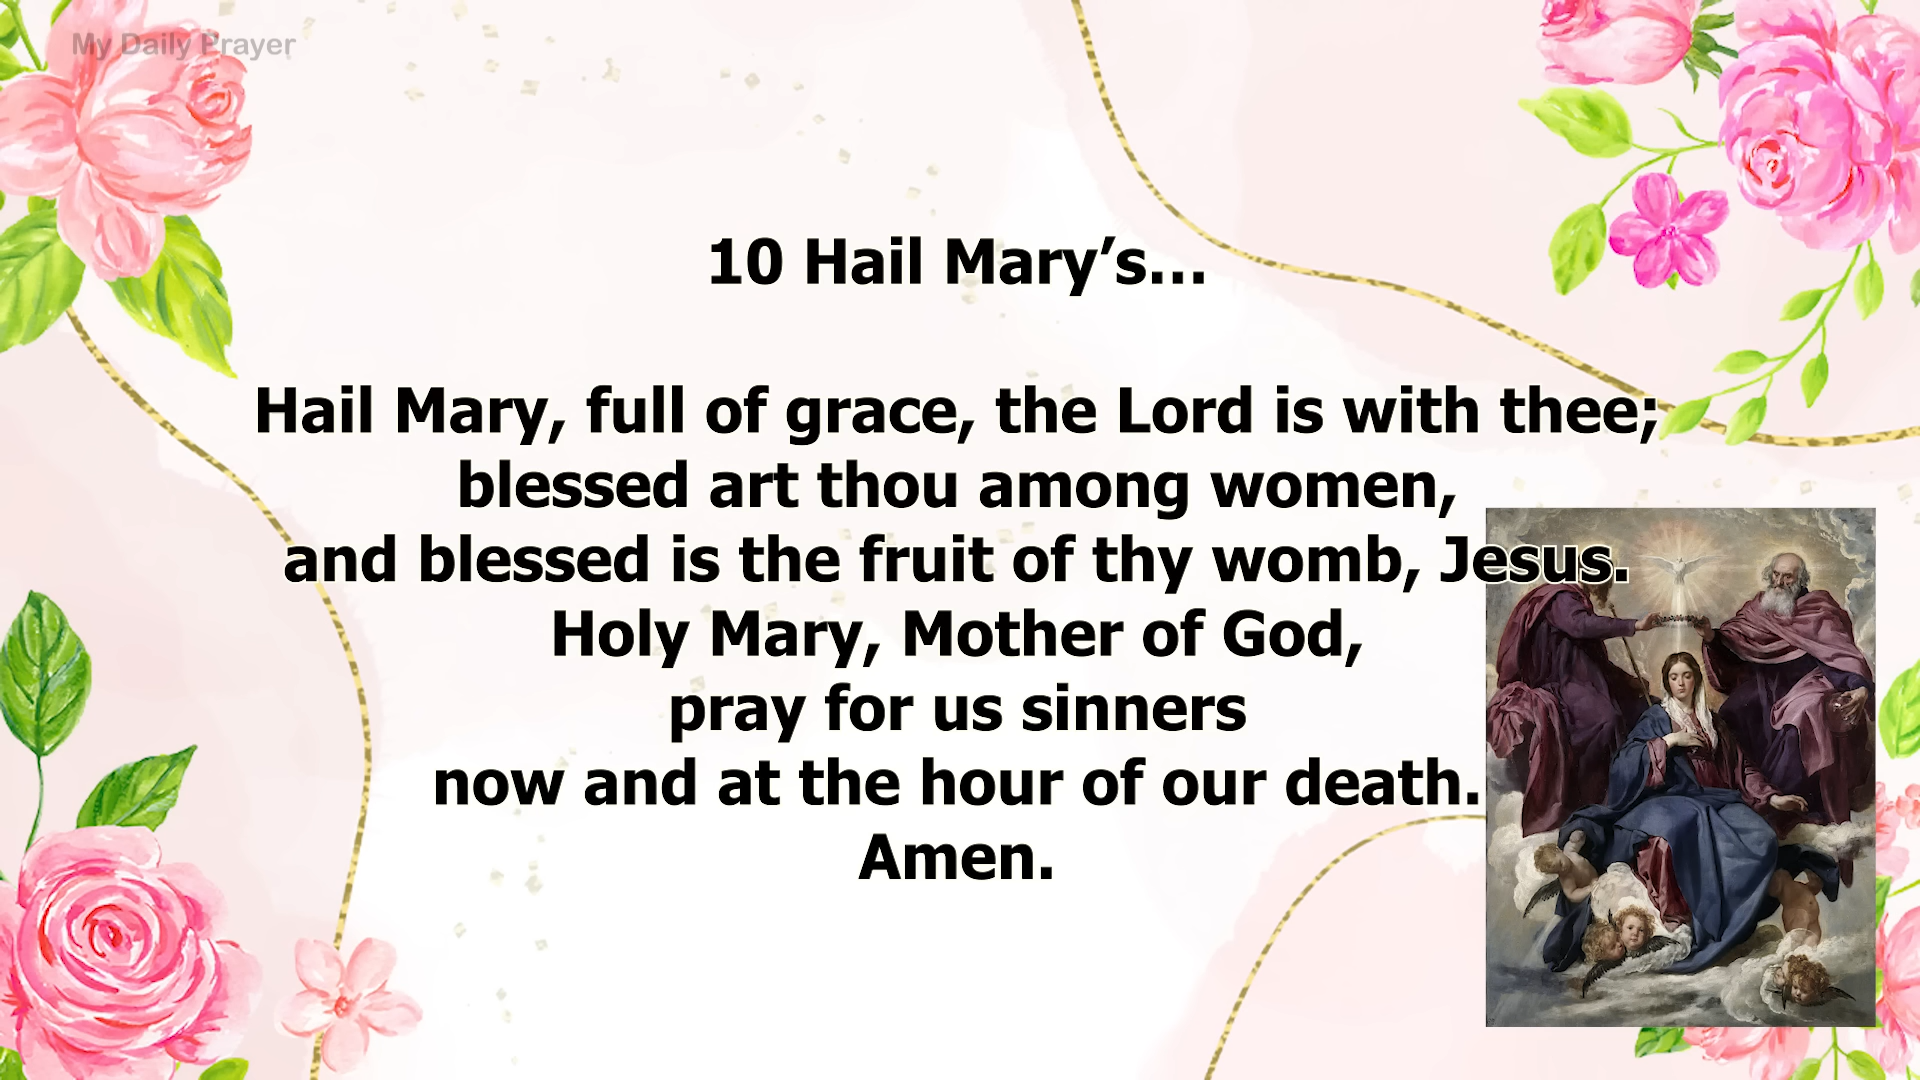 My Daily Prayer
10 Hail Mary’s...
Hail Mary, full of grace, the Lord is with thee;
blessed art thou among women,
and blessed is the fruit of thy womb, Jesus.
Holy Mary, Mother of God,
pray for us sinners
now and at the hour of our death.
Amen.